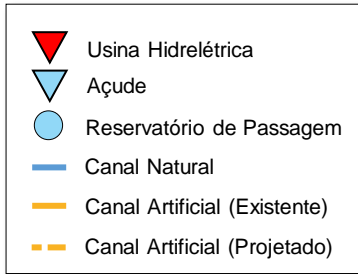 Usina Hidrelétrica
Açude
Reservatório de Passagem
Canal Natural
Canal Artificial (Existente)
Canal Artificial (Projetado)